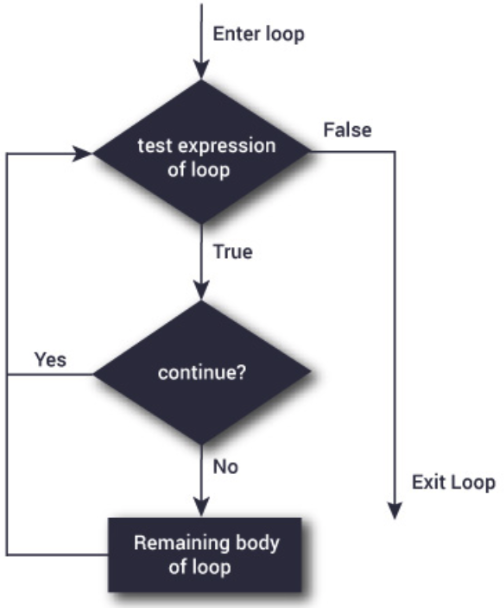 Enter loop
False
test expression
of loop
True
Yes
continue?
No
Exit Loop
Remaining body
of loop